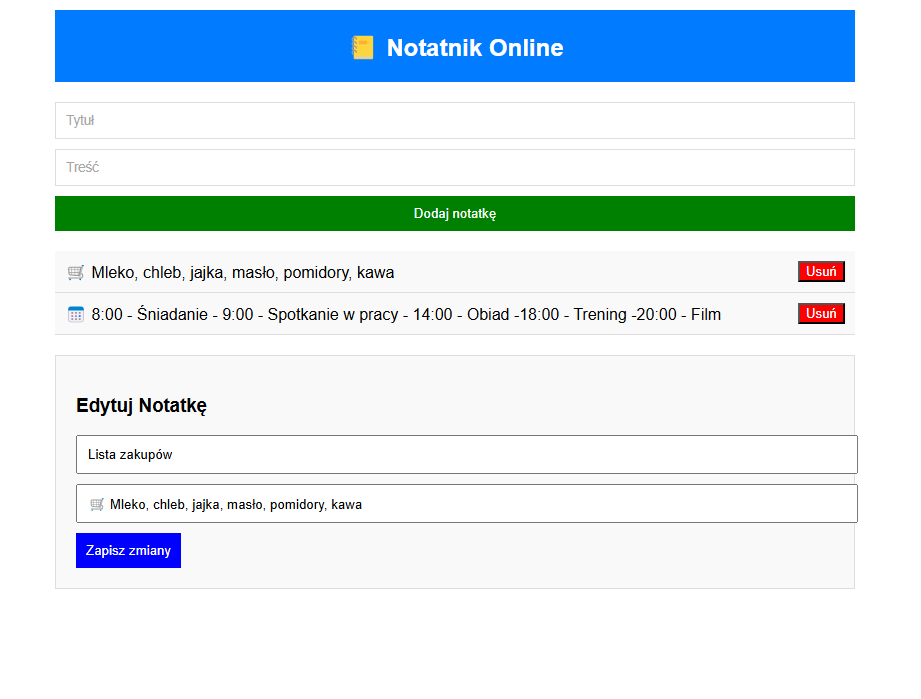 📒 Notatnik Online
Tytuł
Treść
Dodaj notatkę
🛒 Mleko, chleb, jajka, masło, pomidory, kawa Usuń
📅 8:00 - Śniadanie - 9:00 - Spotkanie w pracy - 14:00 - Obiad -18:00 - Trening -20:00 - Film Usuń
Edytuj Notatkę
Lista zakupów
🛒 Mleko, chleb, jajka, masło, pomidory, kawa
Zapisz zmiany